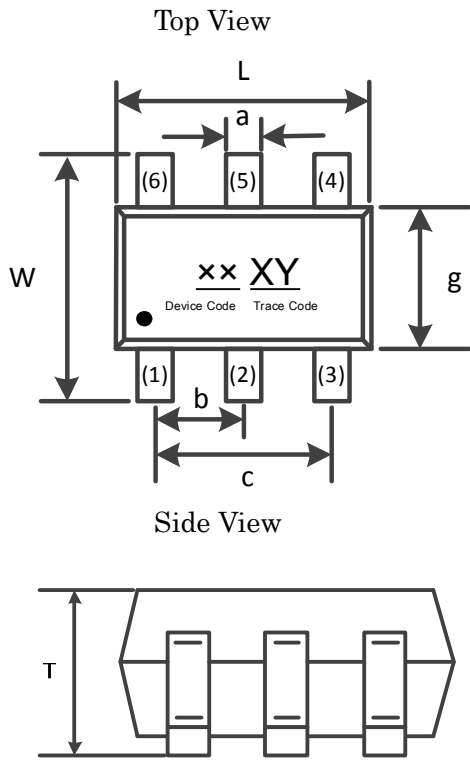 Top View
L
a
(6) (5) (4)
W
g
×× XY
Device Code Trace Code
(1) (2) (3)
b
c
Side View
T